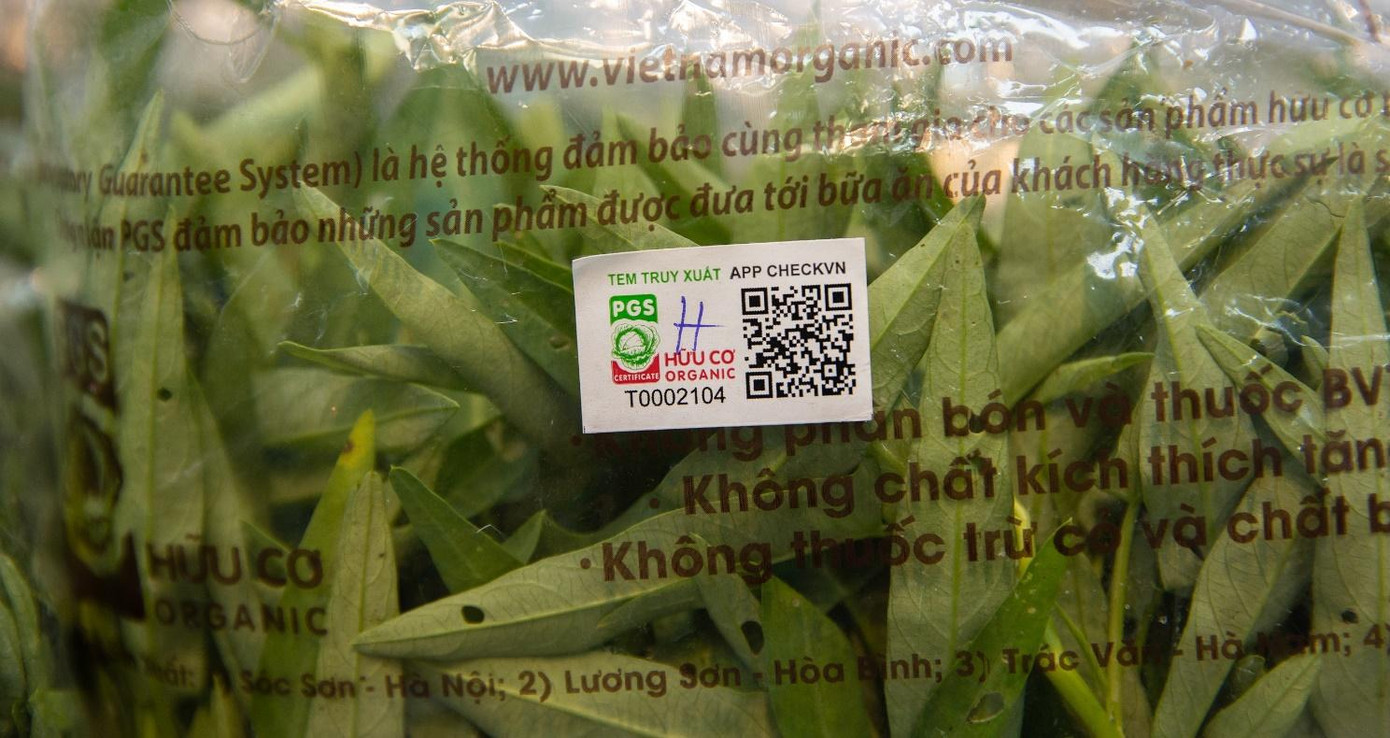 www.vietnamorganic.com
Guarantee System) là hệ thống đảm bảo cùng tham gia cho các sản phẩm hữu cơ
PGS đảm bảo những sản phẩm được đưa tới bữa ăn của khách hàng thực sự là
TEM TRUY XUẤT APP CHECKVN
PGS
H
HỮU CƠ
ORGANIC
CERTIFICATE
T0002104
• Không phân bón và thuốc BV
• Không chất kích thích tăn
• Không thuốc trừ cỏ và chất b
HỮU CƠ
ORGANIC
1) Sóc Sơn - Hà Nội; 2) Lương Sơn - Hòa Bình; 3) Trác Văn - Hà Nam; 4)